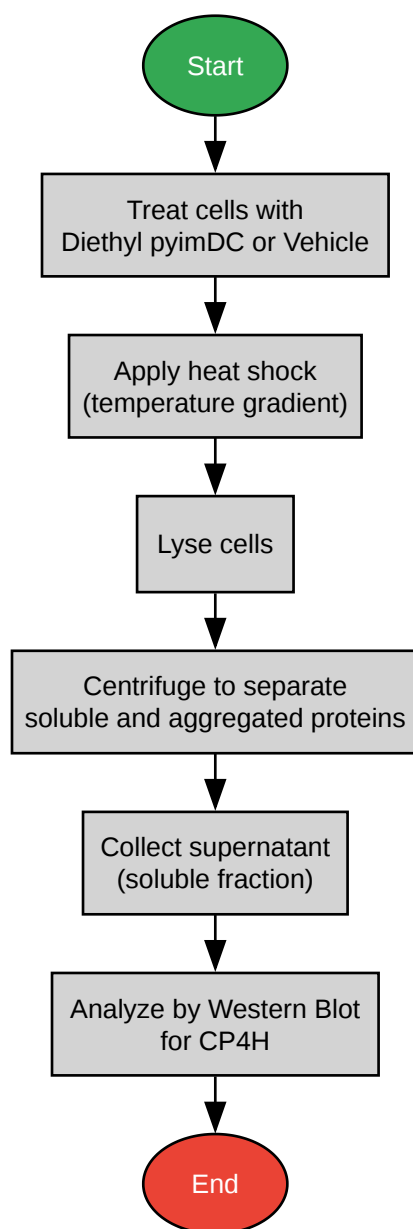 Start
Treat cells with
Diethyl pyimDC or Vehicle
Apply heat shock
(temperature gradient)
Lyse cells
Centrifuge to separate
soluble and aggregated proteins
Collect supernatant
(soluble fraction)
Analyze by Western Blot
for CP4H
End